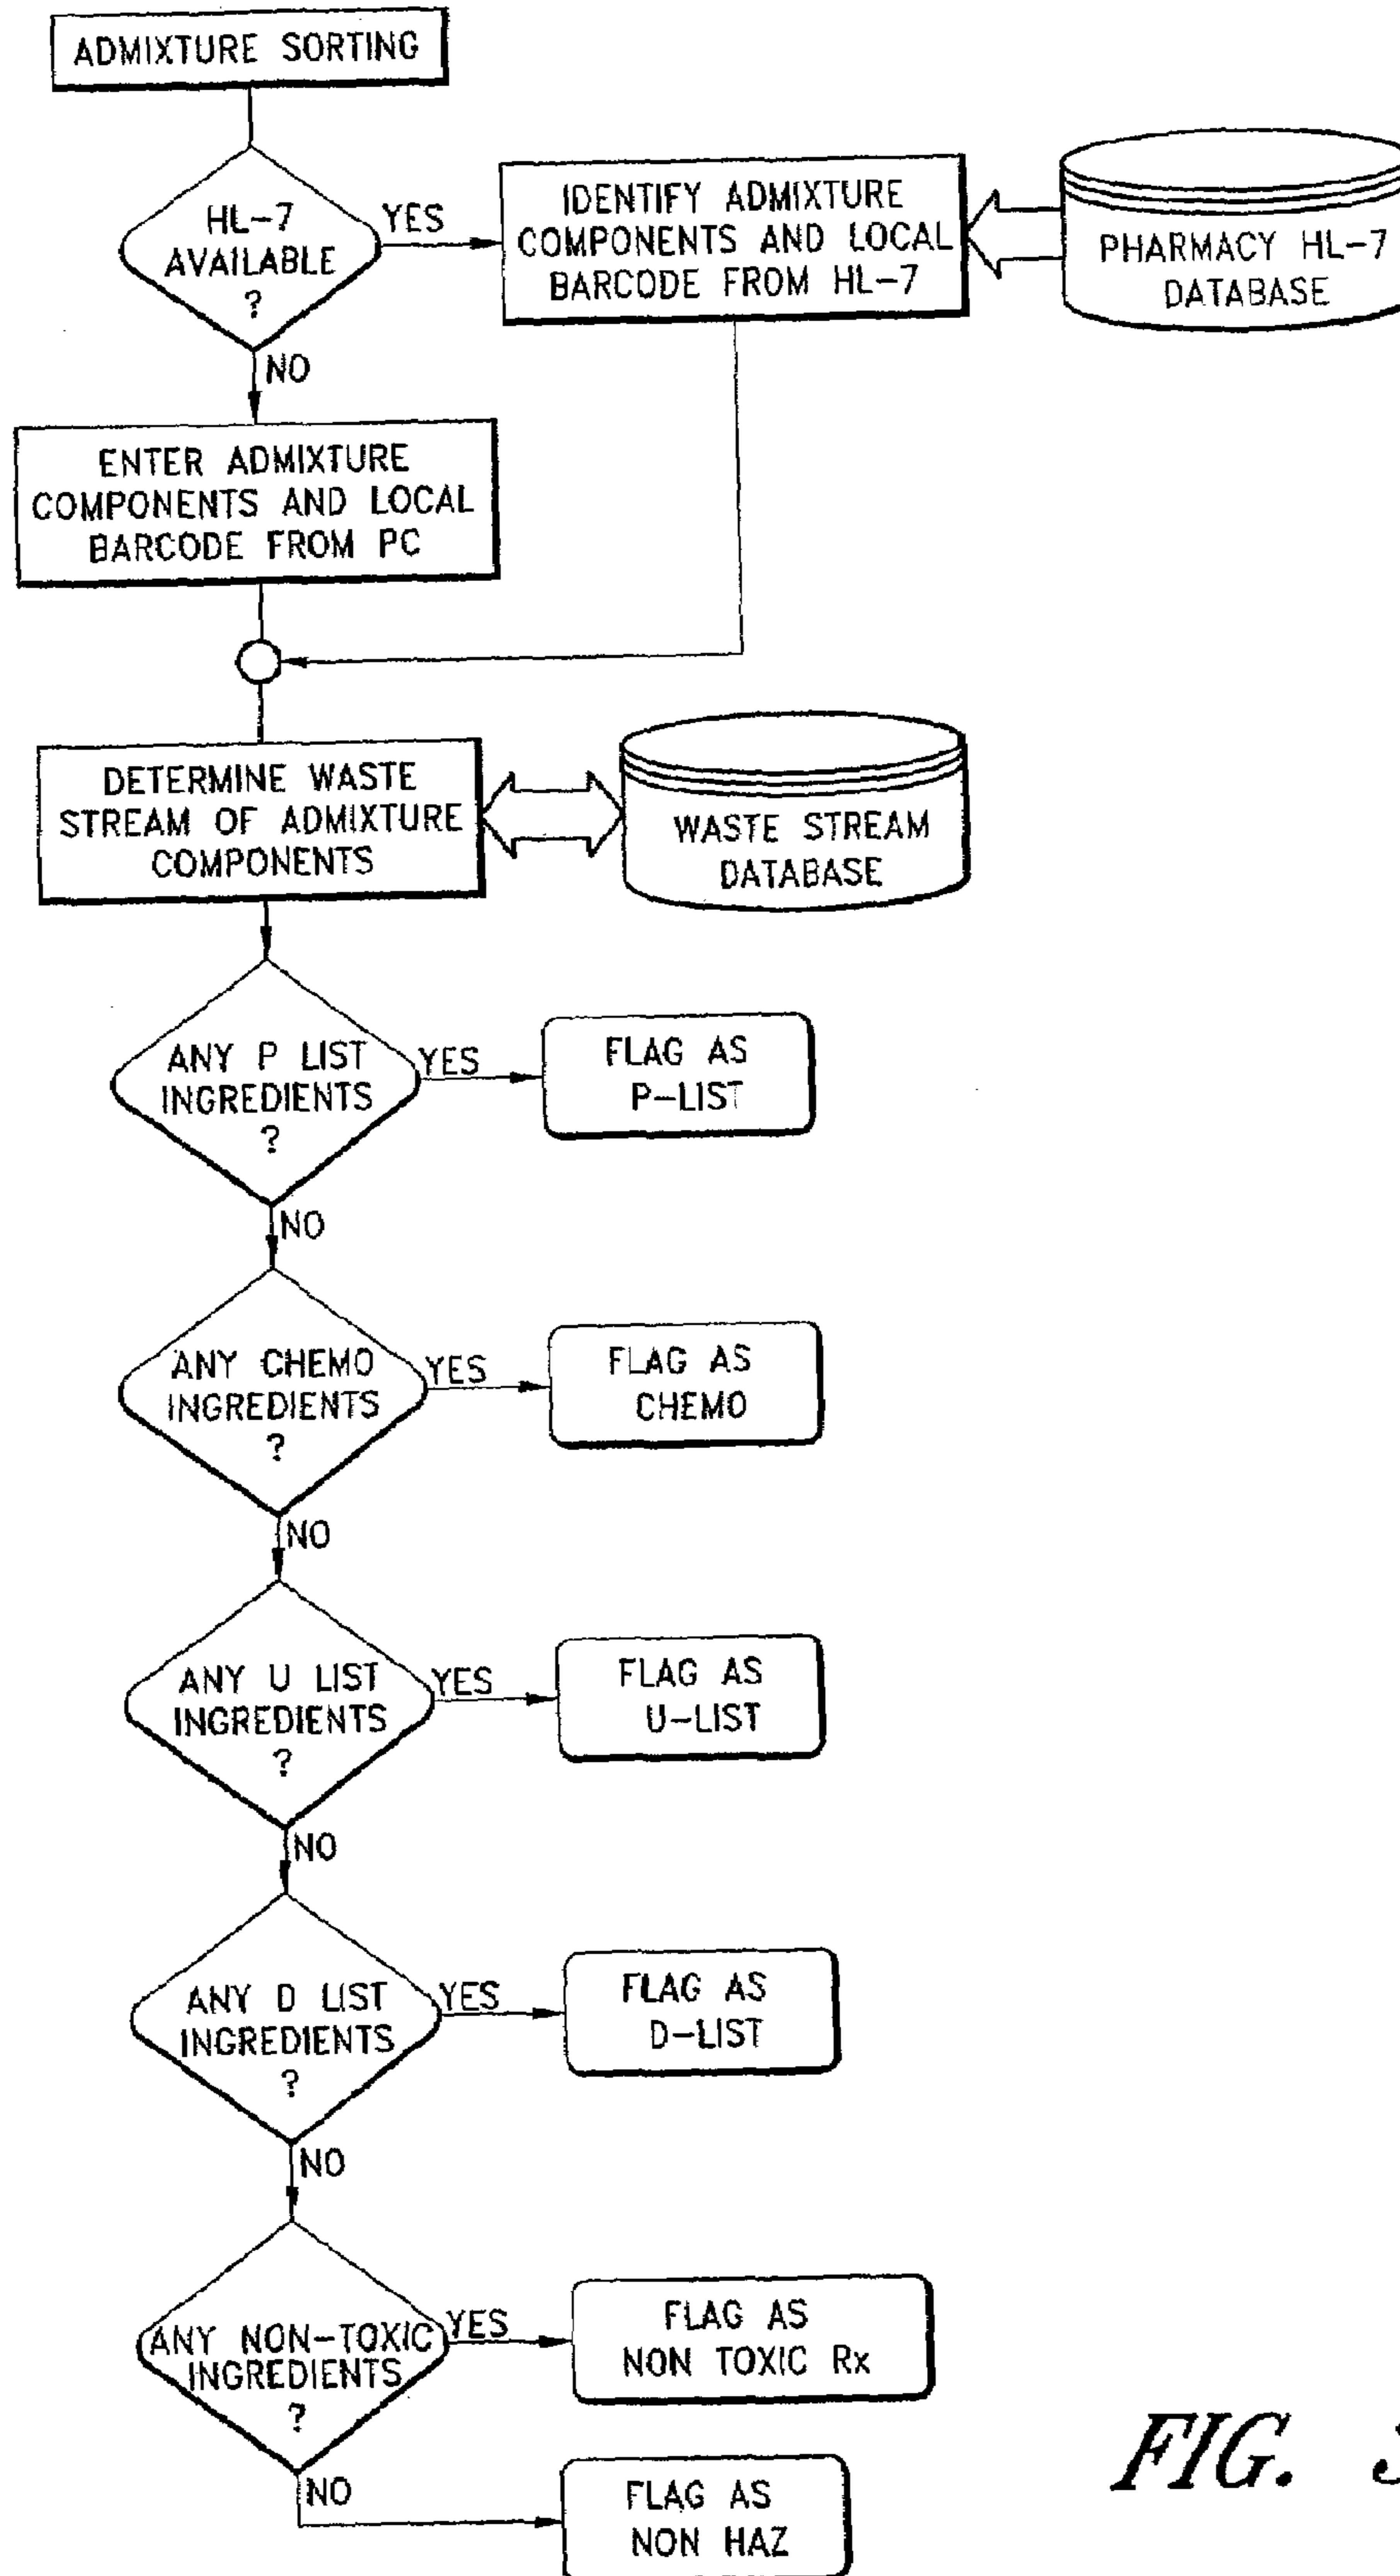 ADMIXTURE SORTING
HL-7
AVAILABLE
?
YES
IDENTIFY ADMIXTURE
COMPONENTS AND LOCAL
BARCODE FROM HL-7
PHARMACY HL-7
DATABASE
NO
ENTER ADMIXTURE
COMPONENTS AND LOCAL
BARCODE FROM PC
DETERMINE WASTE
STREAM OF ADMIXTURE
COMPONENTS
WASTE STREAM
DATABASE
ANY P LIST
INGREDIENTS
?
YES
FLAG AS
P-LIST
NO
ANY CHEMO
INGREDIENTS
?
YES
FLAG AS
CHEMO
NO
ANY U LIST
INGREDIENTS
?
YES
FLAG AS
U-LIST
NO
ANY D LIST
INGREDIENTS
?
YES
FLAG AS
D-LIST
NO
ANY NON-TOXIC
INGREDIENTS
?
YES
FLAG AS
NON TOXIC Rx
NO
FLAG AS
NON HAZ
FIG.